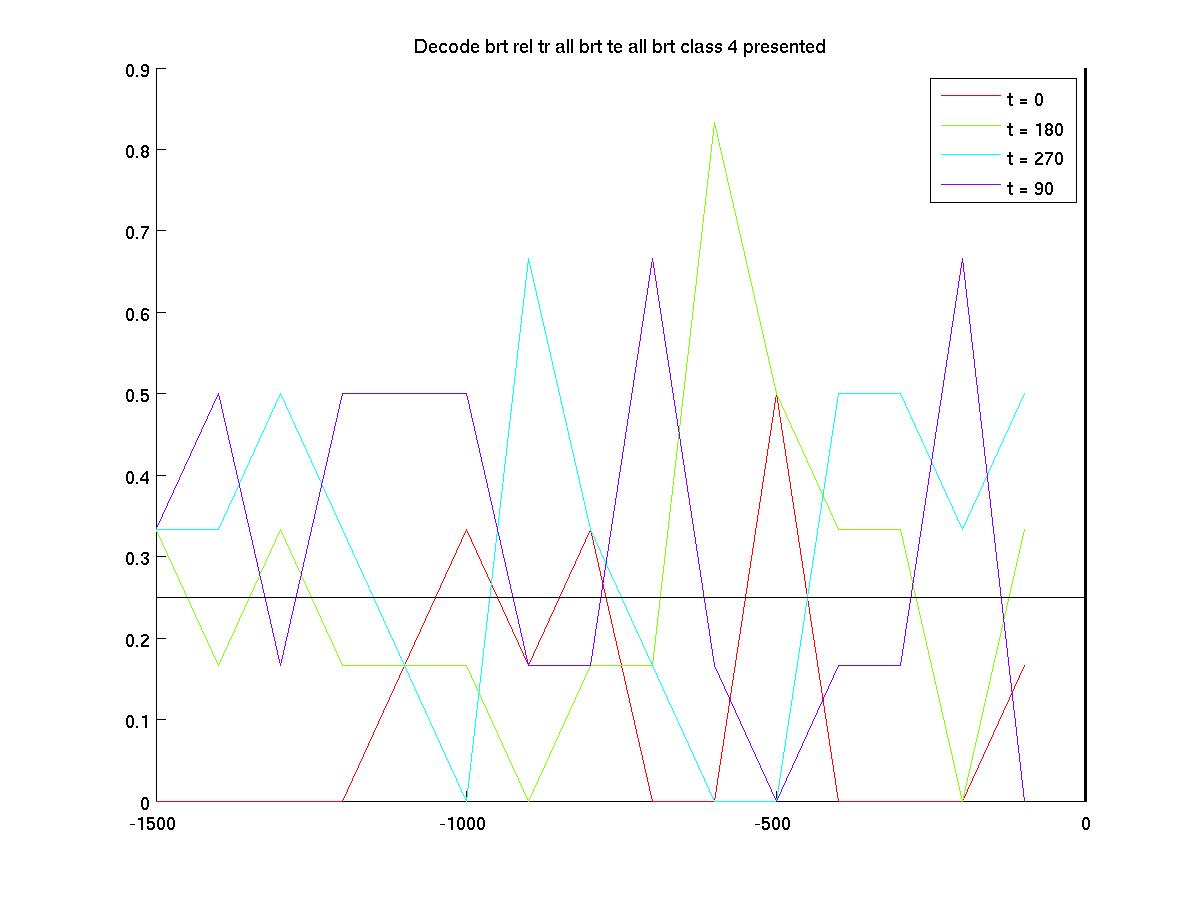 Decode brt rel tr all brt te all brt class 4 presented
0.9
0.8
0.7
0.6
0.5
0.4
0.3
0.2
0.1
0
-1500
-1000
-500
0
t = 0
t = 180
t = 270
t = 90